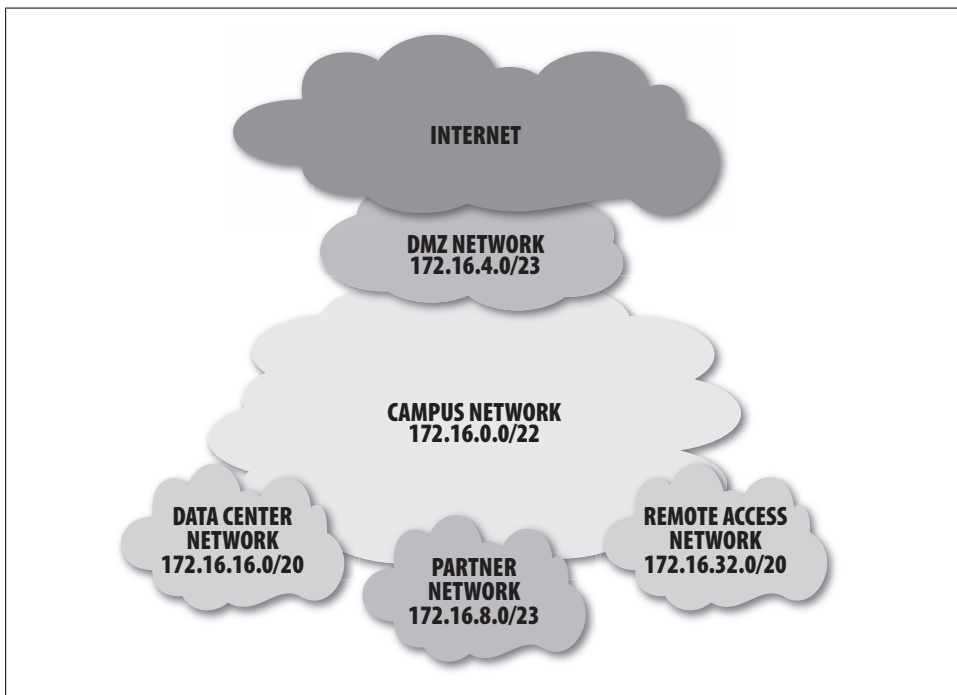 INTERNET
DMZ NETWORK
172.16.4.0/23
CAMPUS NETWORK
172.16.0.0/22
DATA CENTER
NETWORK
172.16.16.0/20
PARTNER
NETWORK
172.16.8.0/23
REMOTE ACCESS
NETWORK
172.16.32.0/20